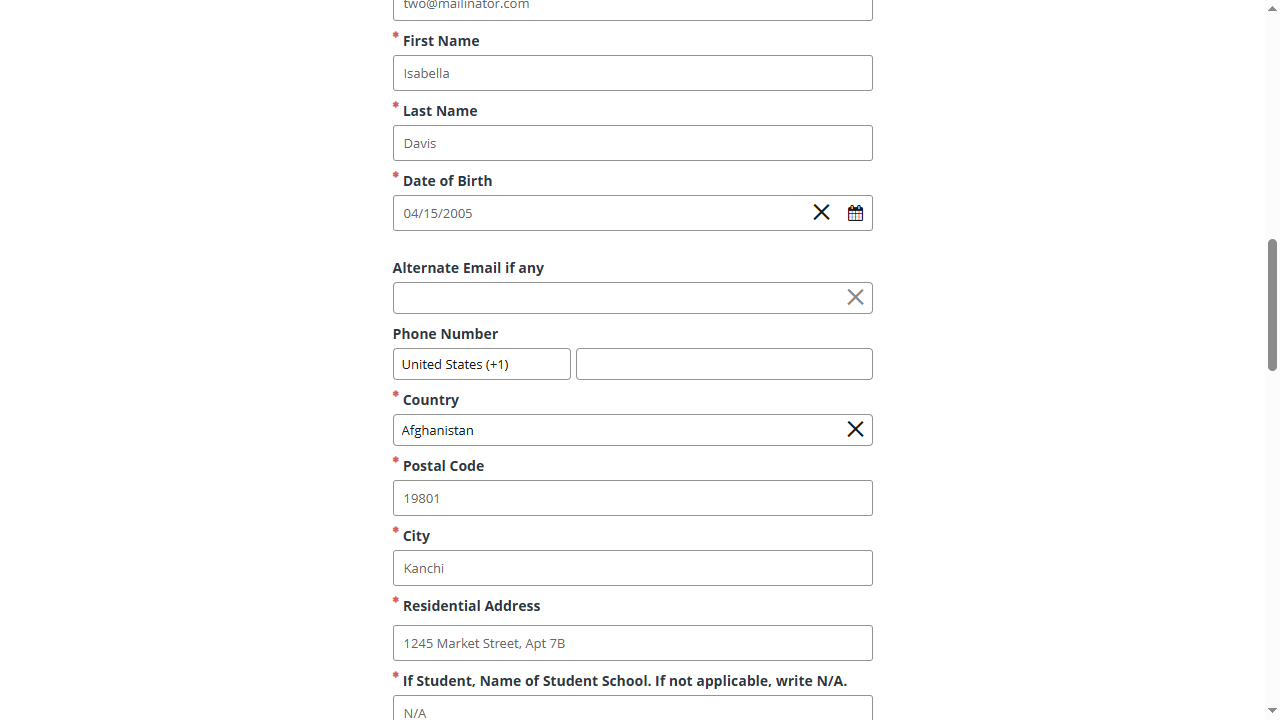 two@mailinator.com
* First Name
Isabella
* Last Name
Davis
* Date of Birth
04/15/2005
Alternate Email if any
Phone Number
United States (+1)
* Country
Afghanistan
* Postal Code
19801
* City
Kanchi
* Residential Address
1245 Market Street, Apt 7B
* If Student, Name of Student School. If not applicable, write N/A.
N/A